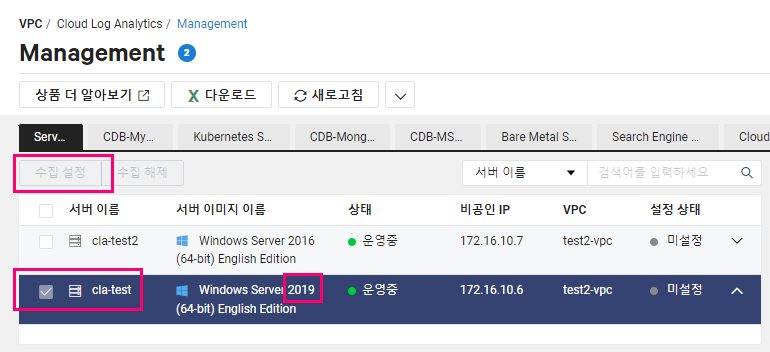 VPC / Cloud Log Analytics / Management
Management 2
상품 더 알아보기 다운로드 새로고침
Serv... CDB-My... Kubernetes S... CDB-Mong... CDB-MS... Bare Metal S... Search Engine ... Cloud
수집 설정 수집 해제 서버 이름 검색어를 입력하세요
서버 이름 서버 이미지 이름 상태 비공인 IP VPC 설정 상태
cla-test2 Windows Server 2016 운영중 172.16.10.7 test2-vpc 미설정
(64-bit) English Edition
cla-test Windows Server 2019 운영중 172.16.10.6 test2-vpc 미설정
(64-bit) English Edition